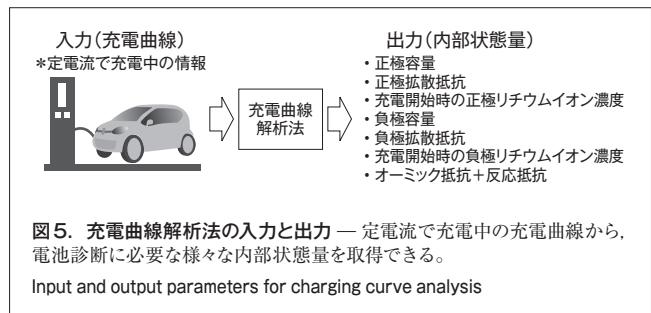 入力(充電曲線)
*定電流で充電中の情報
充電曲線
解析法
出力(内部状態量)
・正極容量
・正極拡散抵抗
・充電開始時の正極リチウムイオン濃度
・負極容量
・負極拡散抵抗
・充電開始時の負極リチウムイオン濃度
・オーミック抵抗+反応抵抗
図5. 充電曲線解析法の入力と出力 — 定電流で充電中の充電曲線から,
電池診断に必要な様々な内部状態量を取得できる。
Input and output parameters for charging curve analysis